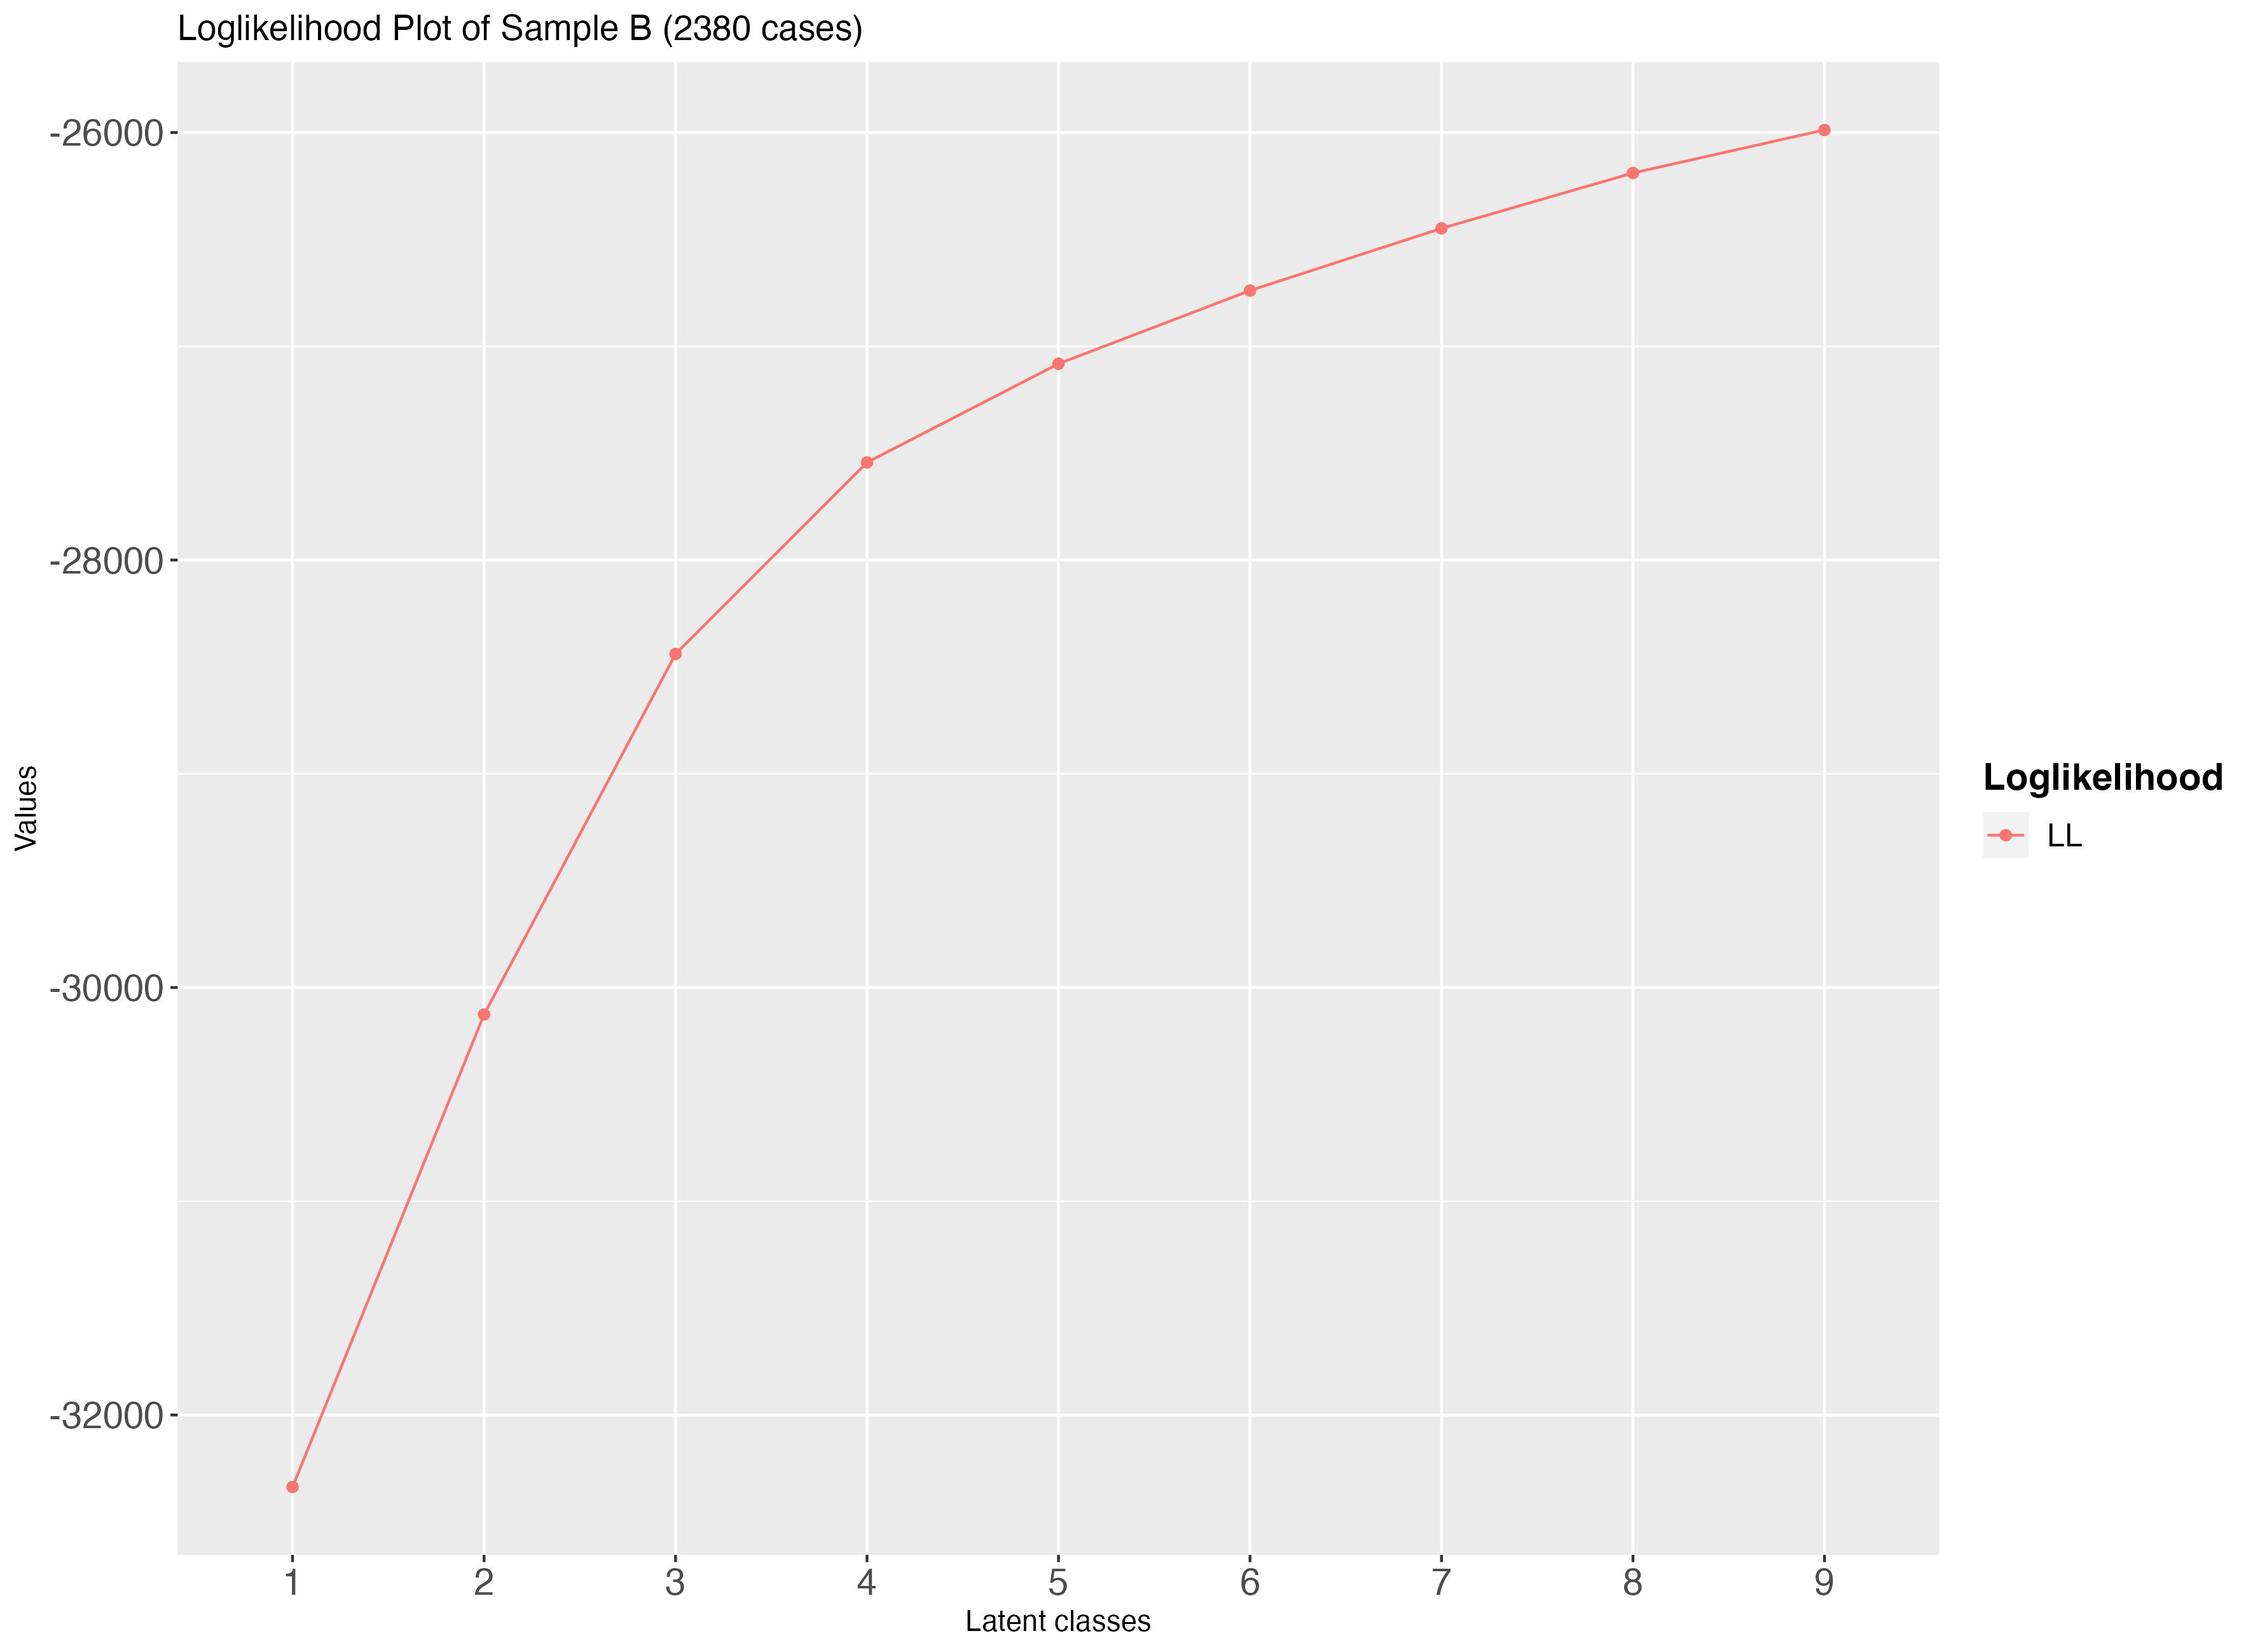 Loglikelihood Plot of Sample B (2380 cases)
-26000
-28000
-30000
-32000
Values
1 2 3 4 5 6 7 8 9
Latent classes
Loglikelihood
LL